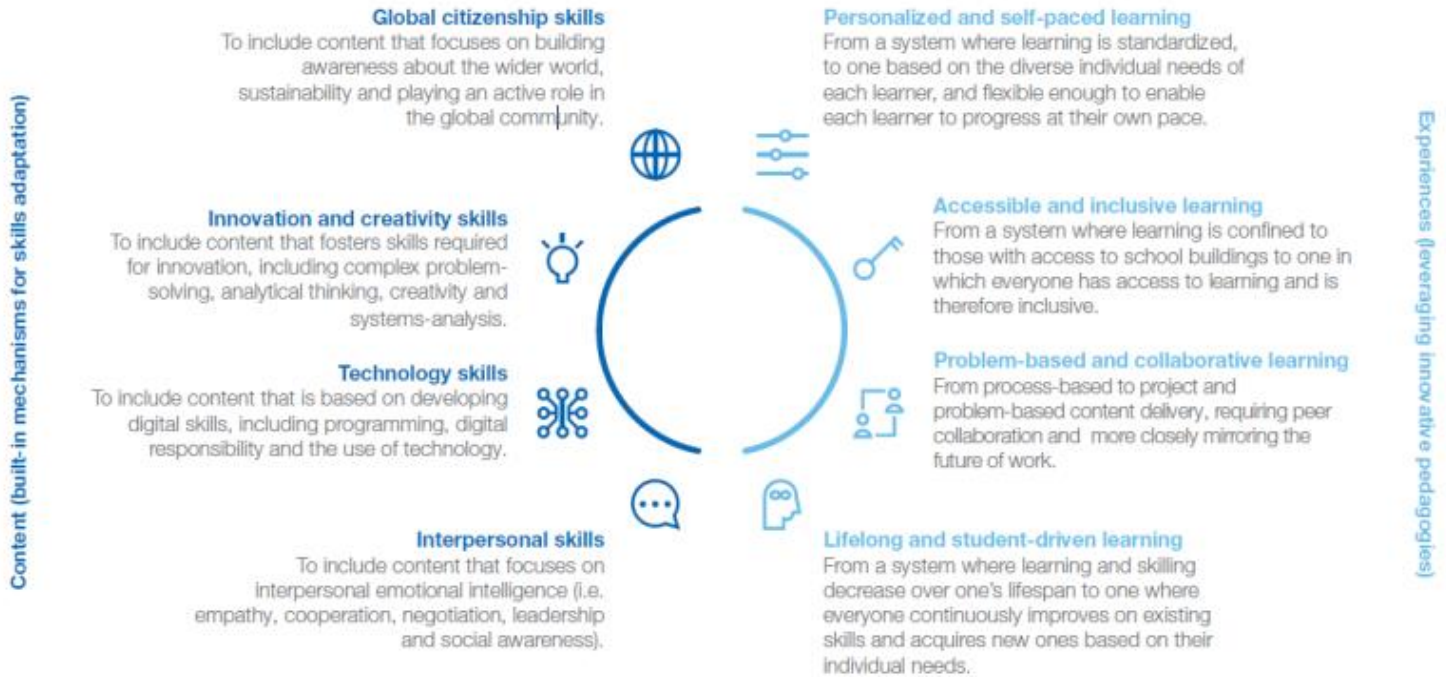 Content (built-in mechanisms for skills adaptation)
Global citizenship skills
To include content that focuses on building
awareness about the wider world,
sustainability and playing an active role in
the global community.
Innovation and creativity skills
To include content that fosters skills required
for innovation, including complex problem-
solving, analytical thinking, creativity and
systems-analysis.
Technology skills
To include content that is based on developing
digital skills, including programming, digital
responsibility and the use of technology.
Interpersonal skills
To include content that focuses on
interpersonal emotional intelligence (i.e.
empathy, cooperation, negotiation, leadership
and social awareness).
Personalized and self-paced learning
From a system where learning is standardized,
to one based on the diverse individual needs of
each learner, and flexible enough to enable
each learner to progress at their own pace.
Accessible and inclusive learning
From a system where learning is confined to
those with access to school buildings to one in
which everyone has access to learning and is
therefore inclusive.
Problem-based and collaborative learning
From process-based to project and
problem-based content delivery, requiring peer
collaboration and more closely mirroring the
future of work.
Lifelong and student-driven learning
From a system where learning and skilling
decrease over one's lifespan to one where
everyone continuously improves on existing
skills and acquires new ones based on their
individual needs.
Experiences (leveraging innovative pedagogies)